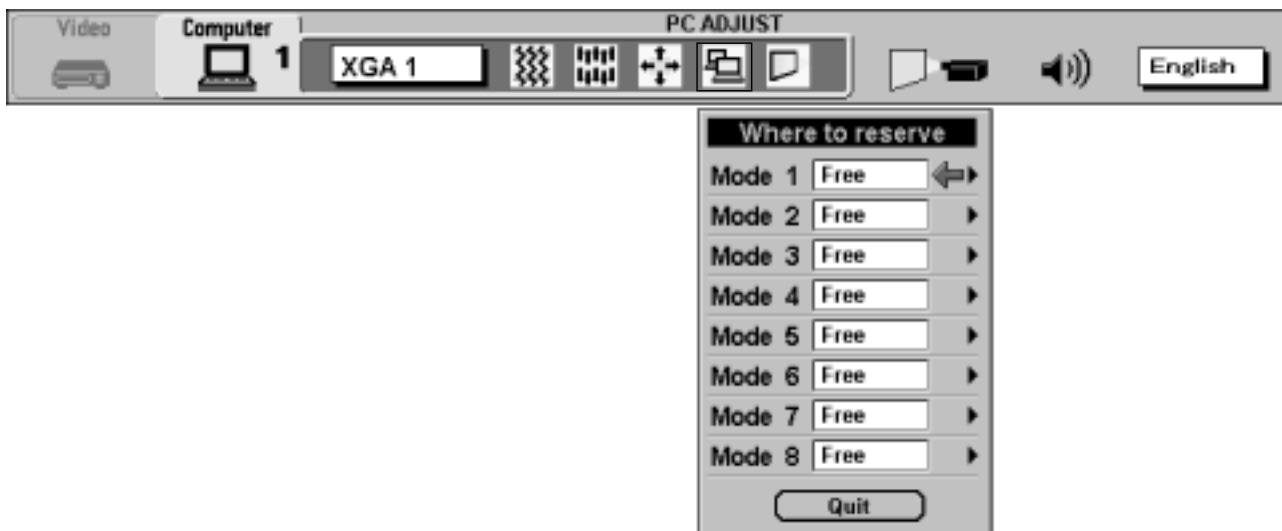 Video
Computer
PC ADJUST
1
XGA 1
English
Where to reserve
Mode 1 Free
Mode 2 Free
Mode 3 Free
Mode 4 Free
Mode 5 Free
Mode 6 Free
Mode 7 Free
Mode 8 Free
Quit